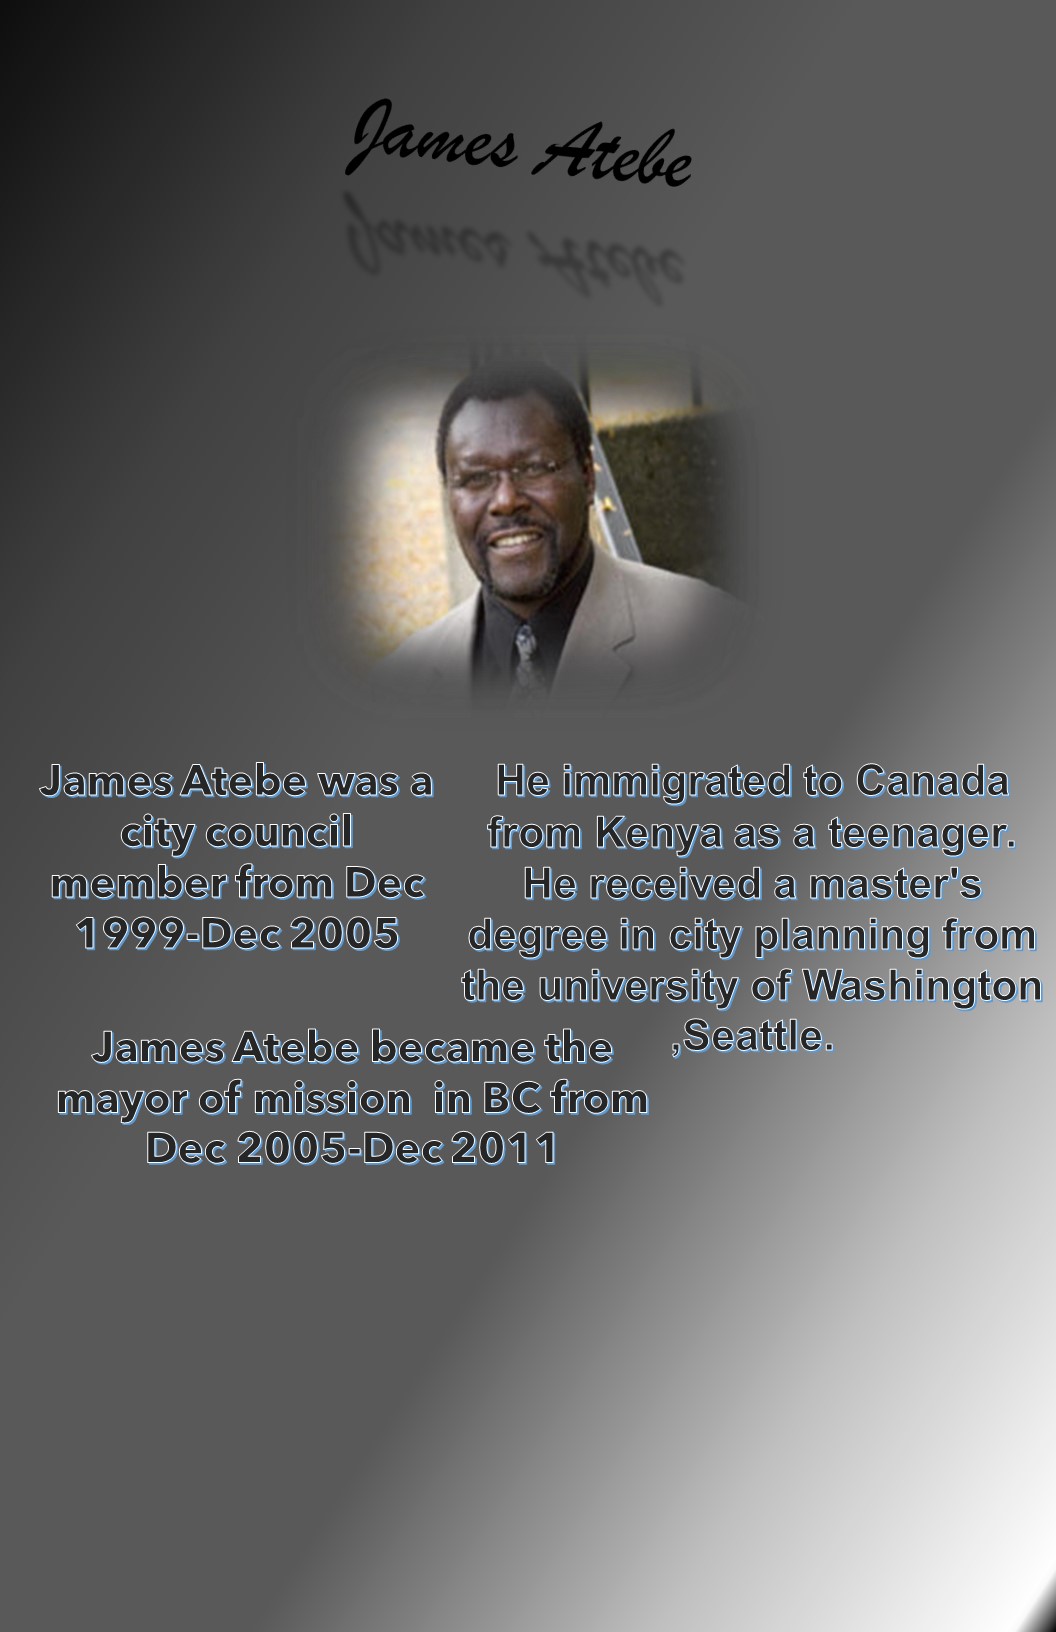 James Atebe
James Atebe was a
city council
member from Dec
1999-Dec 2005
He immigrated to Canada
from Kenya as a teenager.
He received a master's
degree in city planning from
the university of Washington
,Seattle.
James Atebe became the
mayor of mission  in BC from
Dec 2005-Dec 2011